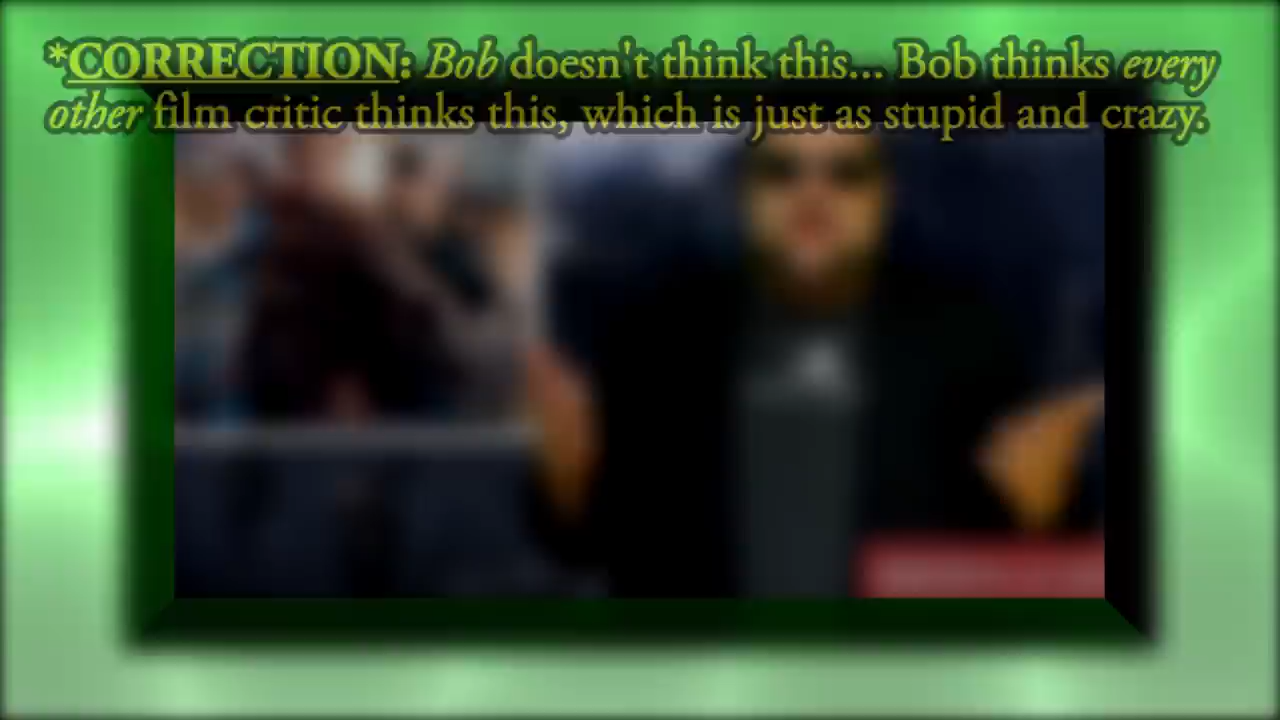 *CORRECTION: Bob doesn't think this... Bob thinks every
other film critic thinks this, which is just as stupid and crazy.